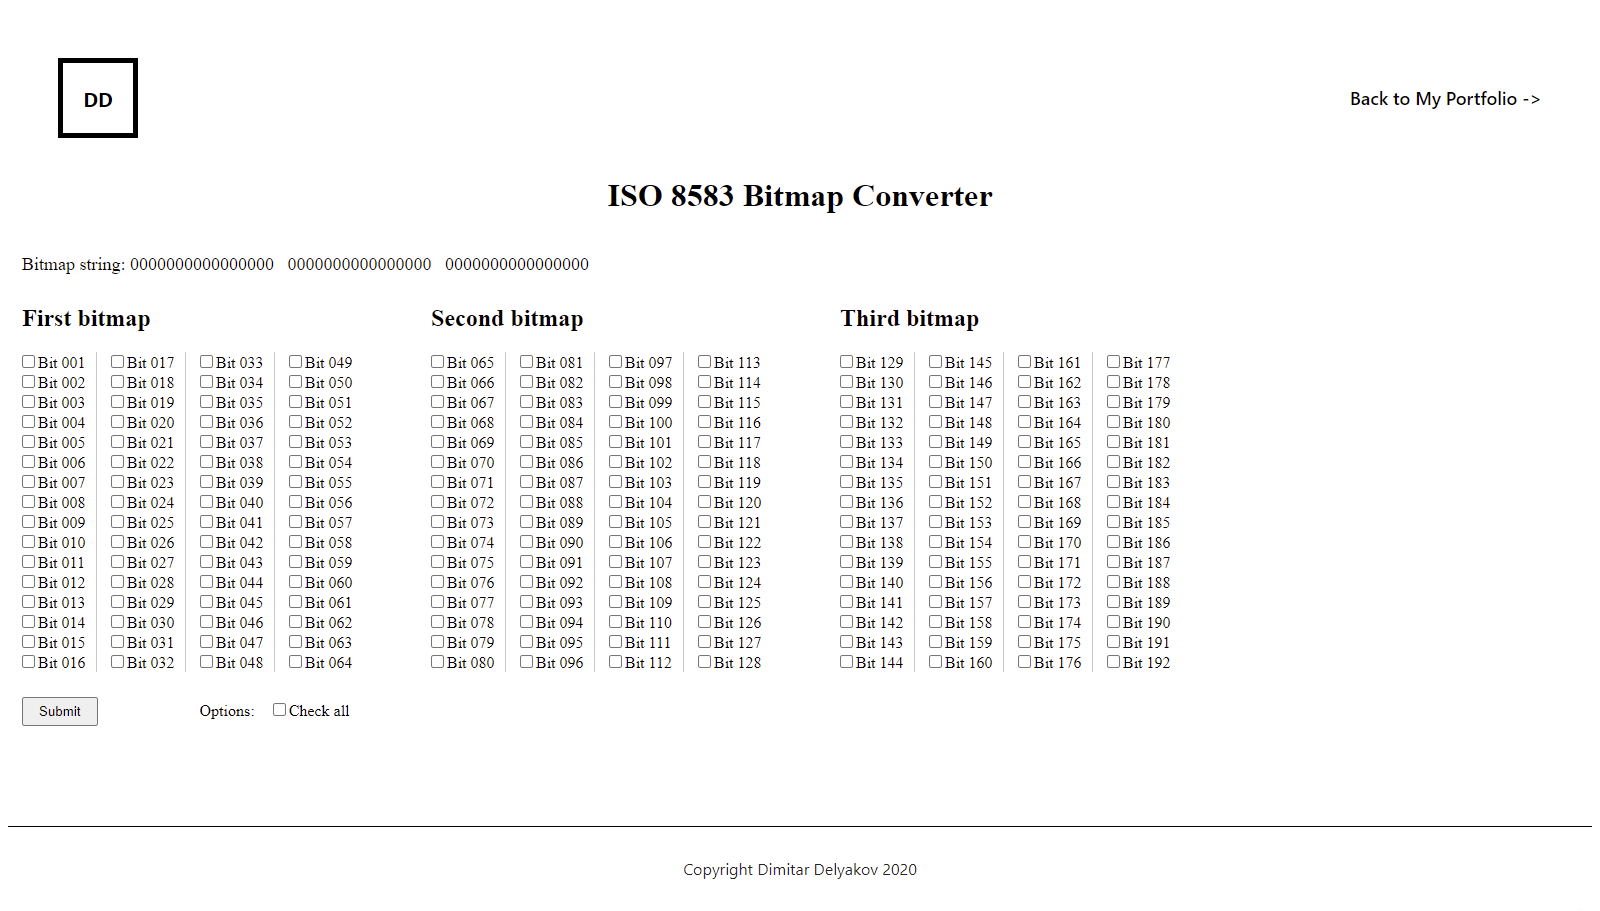 DD
Back to My Portfolio ->
ISO 8583 Bitmap Converter
Bitmap string: 0000000000000000 0000000000000000 0000000000000000
First bitmap Second bitmap Third bitmap
Bit 001 Bit 017 Bit 033 Bit 049 Bit 065 Bit 081 Bit 097 Bit 113 Bit 129 Bit 145 Bit 161 Bit 177
Bit 002 Bit 018 Bit 034 Bit 050 Bit 066 Bit 082 Bit 098 Bit 114 Bit 130 Bit 146 Bit 162 Bit 178
Bit 003 Bit 019 Bit 035 Bit 051 Bit 067 Bit 083 Bit 099 Bit 115 Bit 131 Bit 147 Bit 163 Bit 179
Bit 004 Bit 020 Bit 036 Bit 052 Bit 068 Bit 084 Bit 100 Bit 116 Bit 132 Bit 148 Bit 164 Bit 180
Bit 005 Bit 021 Bit 037 Bit 053 Bit 069 Bit 085 Bit 101 Bit 117 Bit 133 Bit 149 Bit 165 Bit 181
Bit 006 Bit 022 Bit 038 Bit 054 Bit 070 Bit 086 Bit 102 Bit 118 Bit 134 Bit 150 Bit 166 Bit 182
Bit 007 Bit 023 Bit 039 Bit 055 Bit 071 Bit 087 Bit 103 Bit 119 Bit 135 Bit 151 Bit 167 Bit 183
Bit 008 Bit 024 Bit 040 Bit 056 Bit 072 Bit 088 Bit 104 Bit 120 Bit 136 Bit 152 Bit 168 Bit 184
Bit 009 Bit 025 Bit 041 Bit 057 Bit 073 Bit 089 Bit 105 Bit 121 Bit 137 Bit 153 Bit 169 Bit 185
Bit 010 Bit 026 Bit 042 Bit 058 Bit 074 Bit 090 Bit 106 Bit 122 Bit 138 Bit 154 Bit 170 Bit 186
Bit 011 Bit 027 Bit 043 Bit 059 Bit 075 Bit 091 Bit 107 Bit 123 Bit 139 Bit 155 Bit 171 Bit 187
Bit 012 Bit 028 Bit 044 Bit 060 Bit 076 Bit 092 Bit 108 Bit 124 Bit 140 Bit 156 Bit 172 Bit 188
Bit 013 Bit 029 Bit 045 Bit 061 Bit 077 Bit 093 Bit 109 Bit 125 Bit 141 Bit 157 Bit 173 Bit 189
Bit 014 Bit 030 Bit 046 Bit 062 Bit 078 Bit 094 Bit 110 Bit 126 Bit 142 Bit 158 Bit 174 Bit 190
Bit 015 Bit 031 Bit 047 Bit 063 Bit 079 Bit 095 Bit 111 Bit 127 Bit 143 Bit 159 Bit 175 Bit 191
Bit 016 Bit 032 Bit 048 Bit 064 Bit 080 Bit 096 Bit 112 Bit 128 Bit 144 Bit 160 Bit 176 Bit 192
Submit Options: Check all
Copyright Dimitar Delyakov 2020